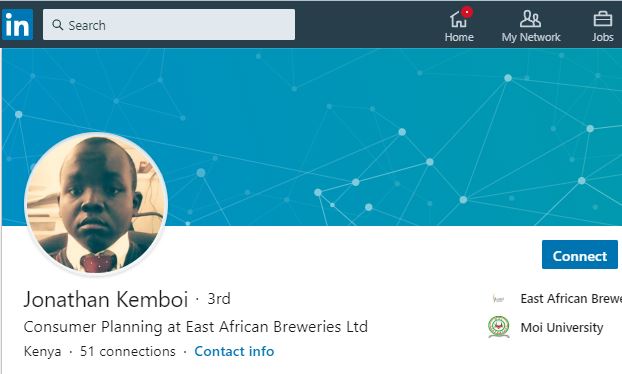 in
Search
Home
My Network
Jobs
Connect
Jonathan Kemboi · 3rd
East African Brewe
Consumer Planning at East African Breweries Ltd
Moi University
Kenya · 51 connections · Contact info